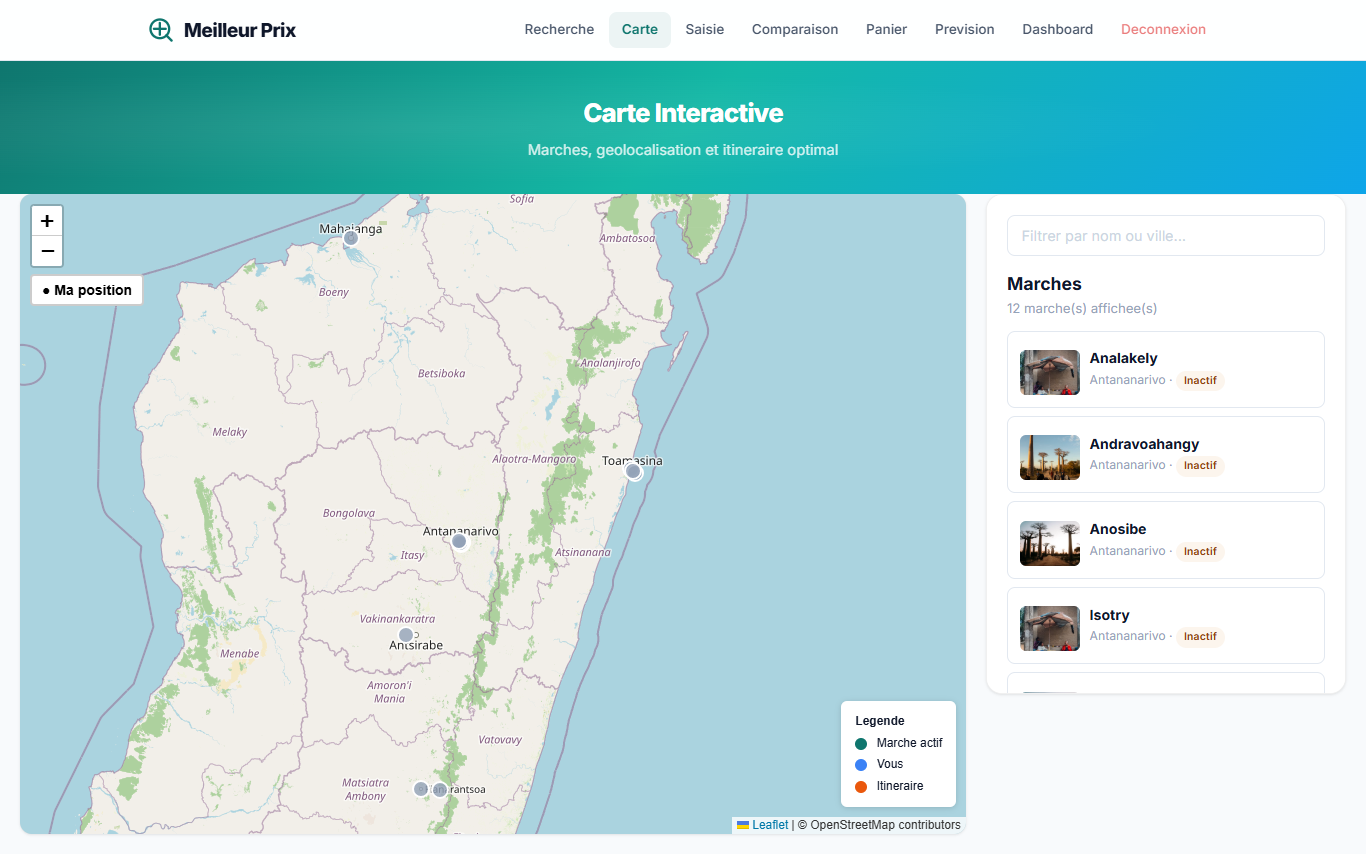 Meilleur Prix
Recherche
Carte
Saisie
Comparaison
Panier
Prevision
Dashboard
Deconnexion
Carte Interactive
Marches, geolocalisation et itineraire optimal
+
−
● Ma position
Sofia
Mahajanga
Ambatosoa
Boeny
Analanjirofo
Betsiboka
Melaky
Alaotra-Mangoro
Toamasina
Bongolava
Antananarivo
Itasy
Atsinanana
Vakinankaratra
Antsirabe
Menabe
Amoron'i
Mania
Vatovavy
Matsiatra
Ambony
Legende
Marche actif
Vous
Itineraire
Leaflet | © OpenStreetMap contributors
Filtrer par nom ou ville...
Marches
12 marche(s) affichee(s)
Analakely
Antananarivo · Inactif
Andravoahangy
Antananarivo · Inactif
Anosibe
Antananarivo · Inactif
Isotry
Antananarivo · Inactif